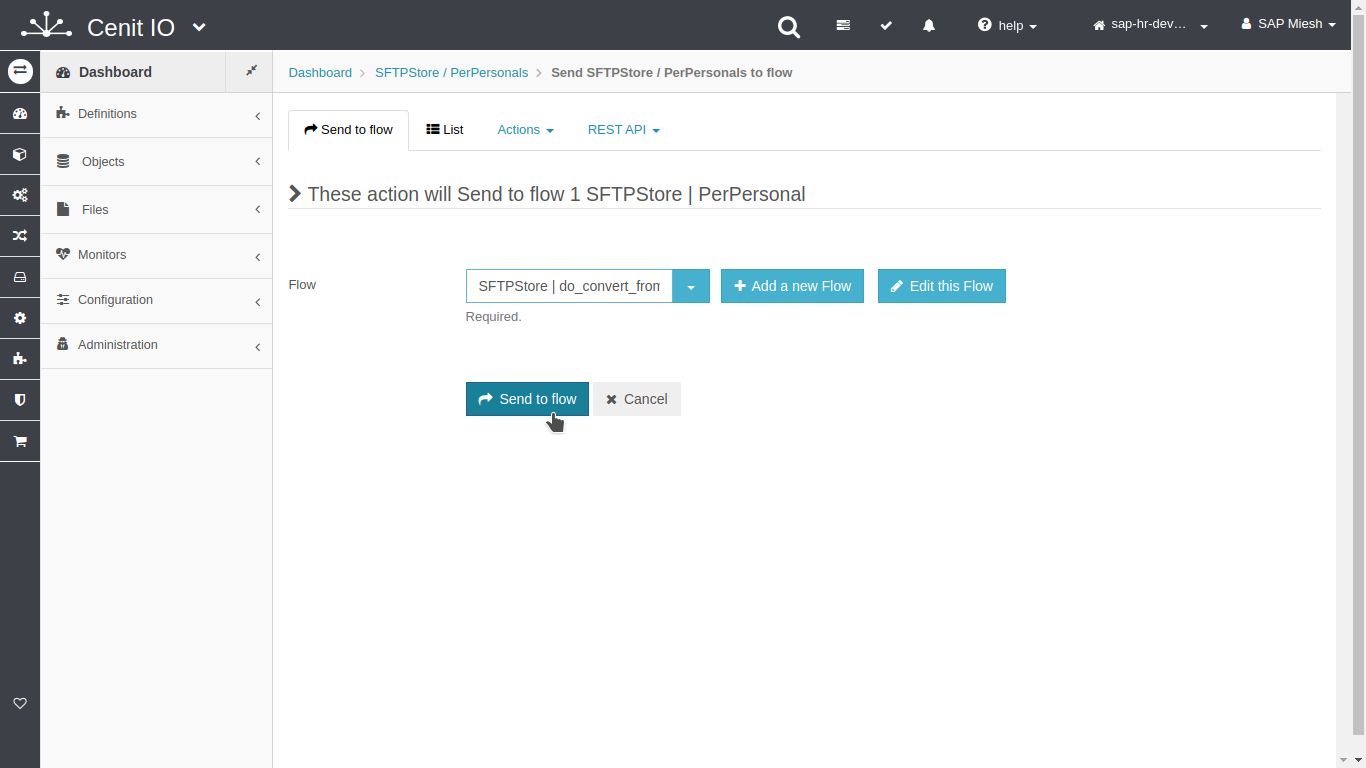 Cenit IO
help
sap-hr-dev…
SAP Miesh
Dashboard
Definitions
Objects
Files
Monitors
Configuration
Administration
Dashboard > SFTPStore / PerPersonals > Send SFTPStore / PerPersonals to flow
Send to flow
List
Actions
REST API
These action will Send to flow 1 SFTPStore | PerPersonal
Flow
SFTPStore | do_convert_from
Add a new Flow
Edit this Flow
Required.
Send to flow
Cancel